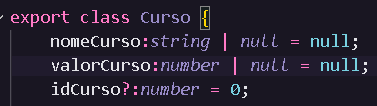 export class Curso {
nomeCurso:string | null = null;
valorCurso:number | null = null;
idCurso?:number = 0;